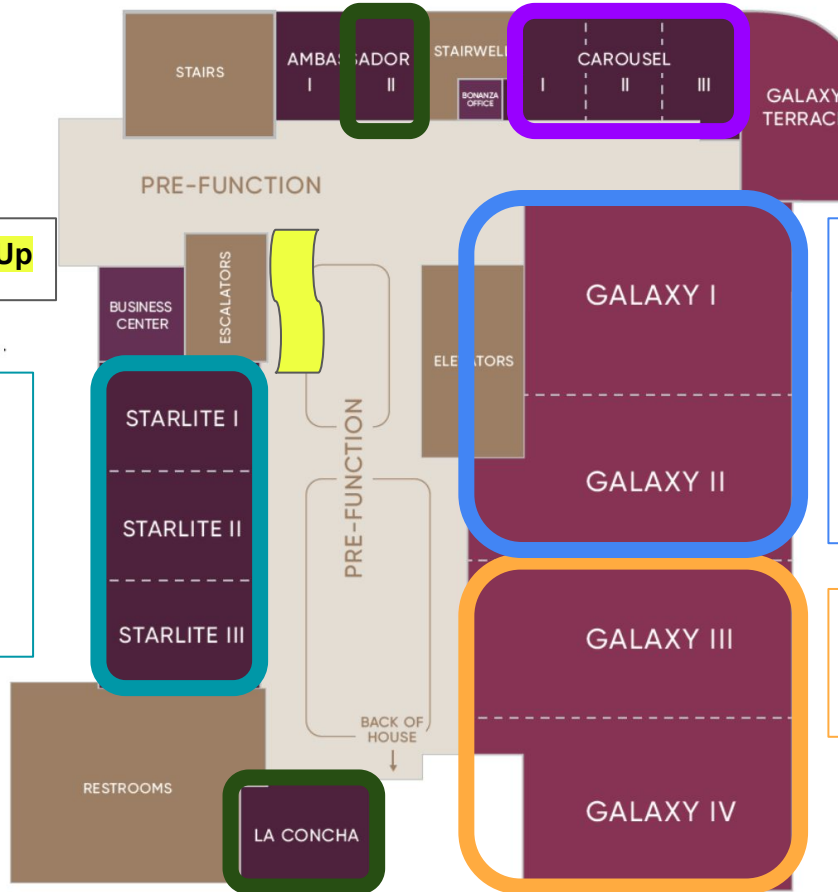 STAIRS
AMBASSADOR
I
II
STAIRWELL
BONANZA
OFFICE
CAROUSEL
I
II
III
GALAXY
TERRAC
PRE-FUNCTION
Up
BUSINESS
CENTER
ESCALATORS
GALAXY I
ELEVATORS
STARLITE I
PRE-FUNCTION
GALAXY II
STARLITE II
STARLITE III
GALAXY III
BACK OF
HOUSE
RESTROOMS
GALAXY IV
LA CONCHA